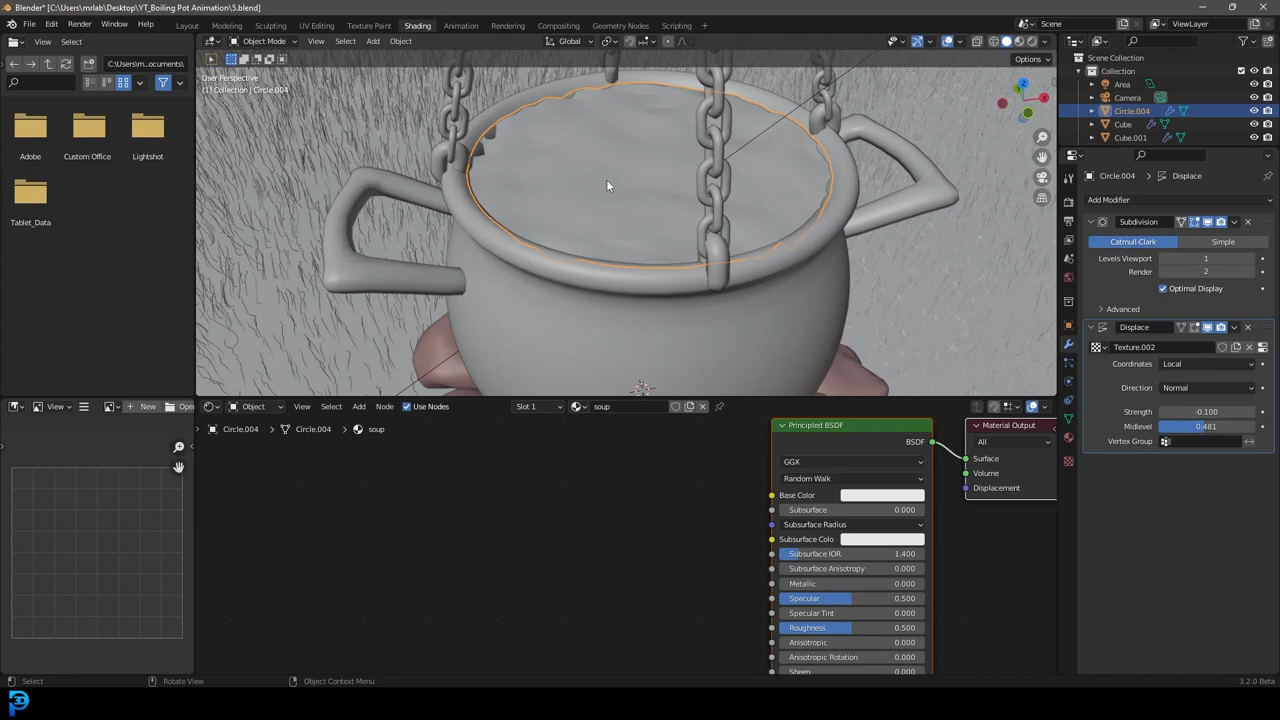 Blender* [C:\Users\mrlab\Desktop\YT_Boiling Pot Animation\5.blend]
File Edit Render Window Help Layout Modeling Sculpting UV Editing Texture Paint Shading Animation Rendering Compositing Geometry Nodes Scripting Scene ViewLayer
View Select Object Mode View Select Add Object Global
C:\Users\m...ocuments\ Options
User Perspective
(1) Collection | Circle.004
Adobe Custom Office Lightshot
Tablet_Data
Scene Collection
Collection
Area
Camera
Circle.004
Cube
Cube.001
Circle.004 Displace
Add Modifier
Subdivision
Catmull-Clark Simple
Levels Viewport 1
Render 2
Optimal Display
Advanced
Displace
Texture.002
Coordinates Local
Direction Normal
Strength -0.100
Midlevel 0.481
Vertex Group
View New Open Object View Select Add Node Use Nodes Slot 1 soup
Circle.004 Circle.004 soup
Principled BSDF
BSDF
GGX
Random Walk
Base Color
Subsurface 0.000
Subsurface Radius
Subsurface Colo
Subsurface IOR 1.400
Subsurface Anisotropy 0.000
Metallic 0.000
Specular 0.500
Specular Tint 0.000
Roughness 0.500
Anisotropic 0.000
Anisotropic Rotation 0.000
Sheen
Material Output
All
Surface
Volume
Displacement
Select Rotate View Object Context Menu 3.2.0 Beta